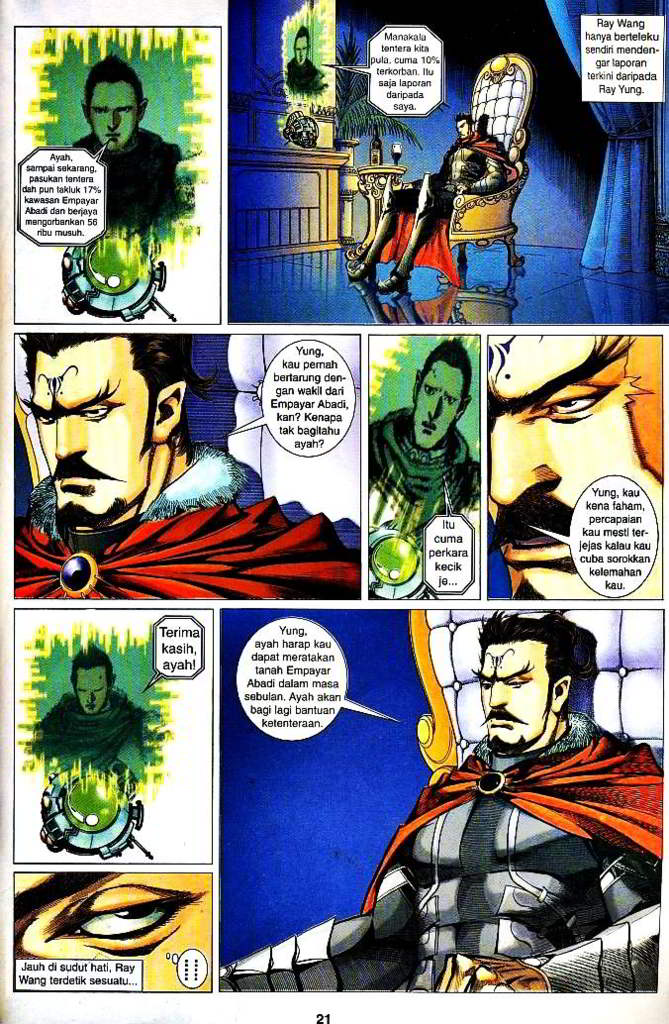 Ayah,
sampai sekarang,
pasukan tentera
dah pun takluk 17%
kawasan Empayar
Abadi dan berjaya
mengorbankan 56
ribu musuh.
Manakala
tentera kita
pula, cuma 10%
terkorban. Itu
saja laporan
daripada
saya.
Ray Wang
hanya berteleku
sendiri menden-
gar laporan
terkini daripada
Ray Yung.
Yung,
kau pernah
bertarung den-
gan wakil dari
Empayar Abadi,
kan? Kenapa
tak bagitahu
ayah?
Itu
cuma
perkara
kecik
je...
Yung, kau
kena faham,
percapaian
kau mesti ter-
jejas kalau kau
cuba sorokkan
kelemahan
kau.
Terima
kasih,
ayah!
Yung,
ayah harap kau
dapat meratakan
tanah Empayar
Abadi dalam masa
sebulan. Ayah akan
bagi lagi bantuan
ketenteraan.
Jauh di sudut hati, Ray
Wang terdetik sesuatu...
21